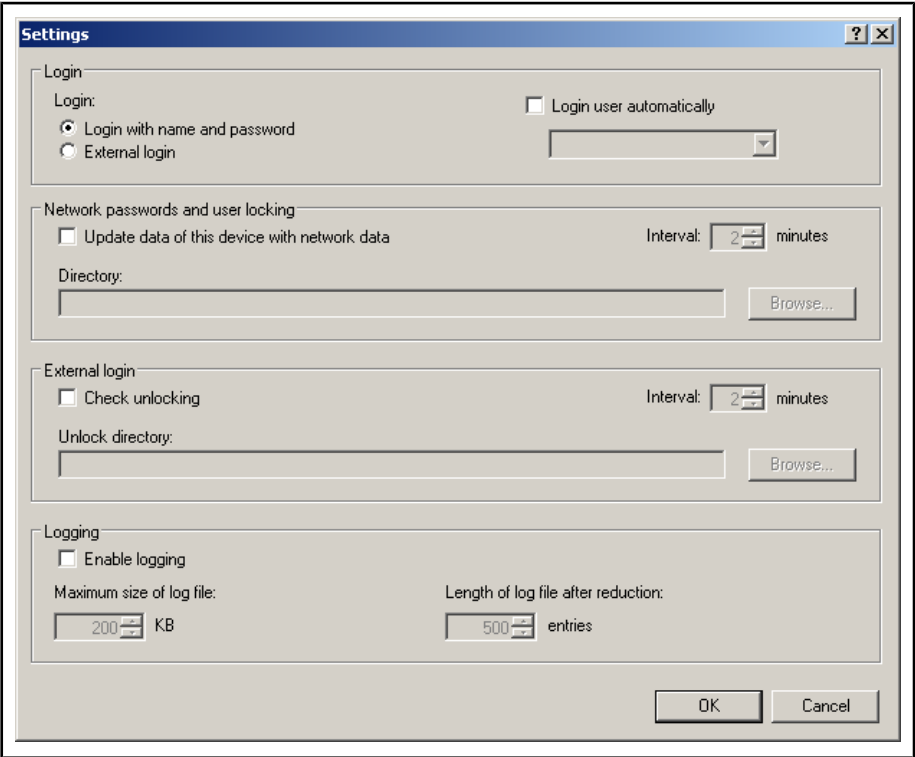 Settings
Login
Login:
Login user automatically
Login with name and password
External login
Network passwords and user locking
Update data of this device with network data Interval: 2 minutes
Directory:
Browse...
External login
Check unlocking Interval: 2 minutes
Unlock directory:
Browse...
Logging
Enable logging
Maximum size of log file: Length of log file after reduction:
200 KB 500 entries
OK Cancel